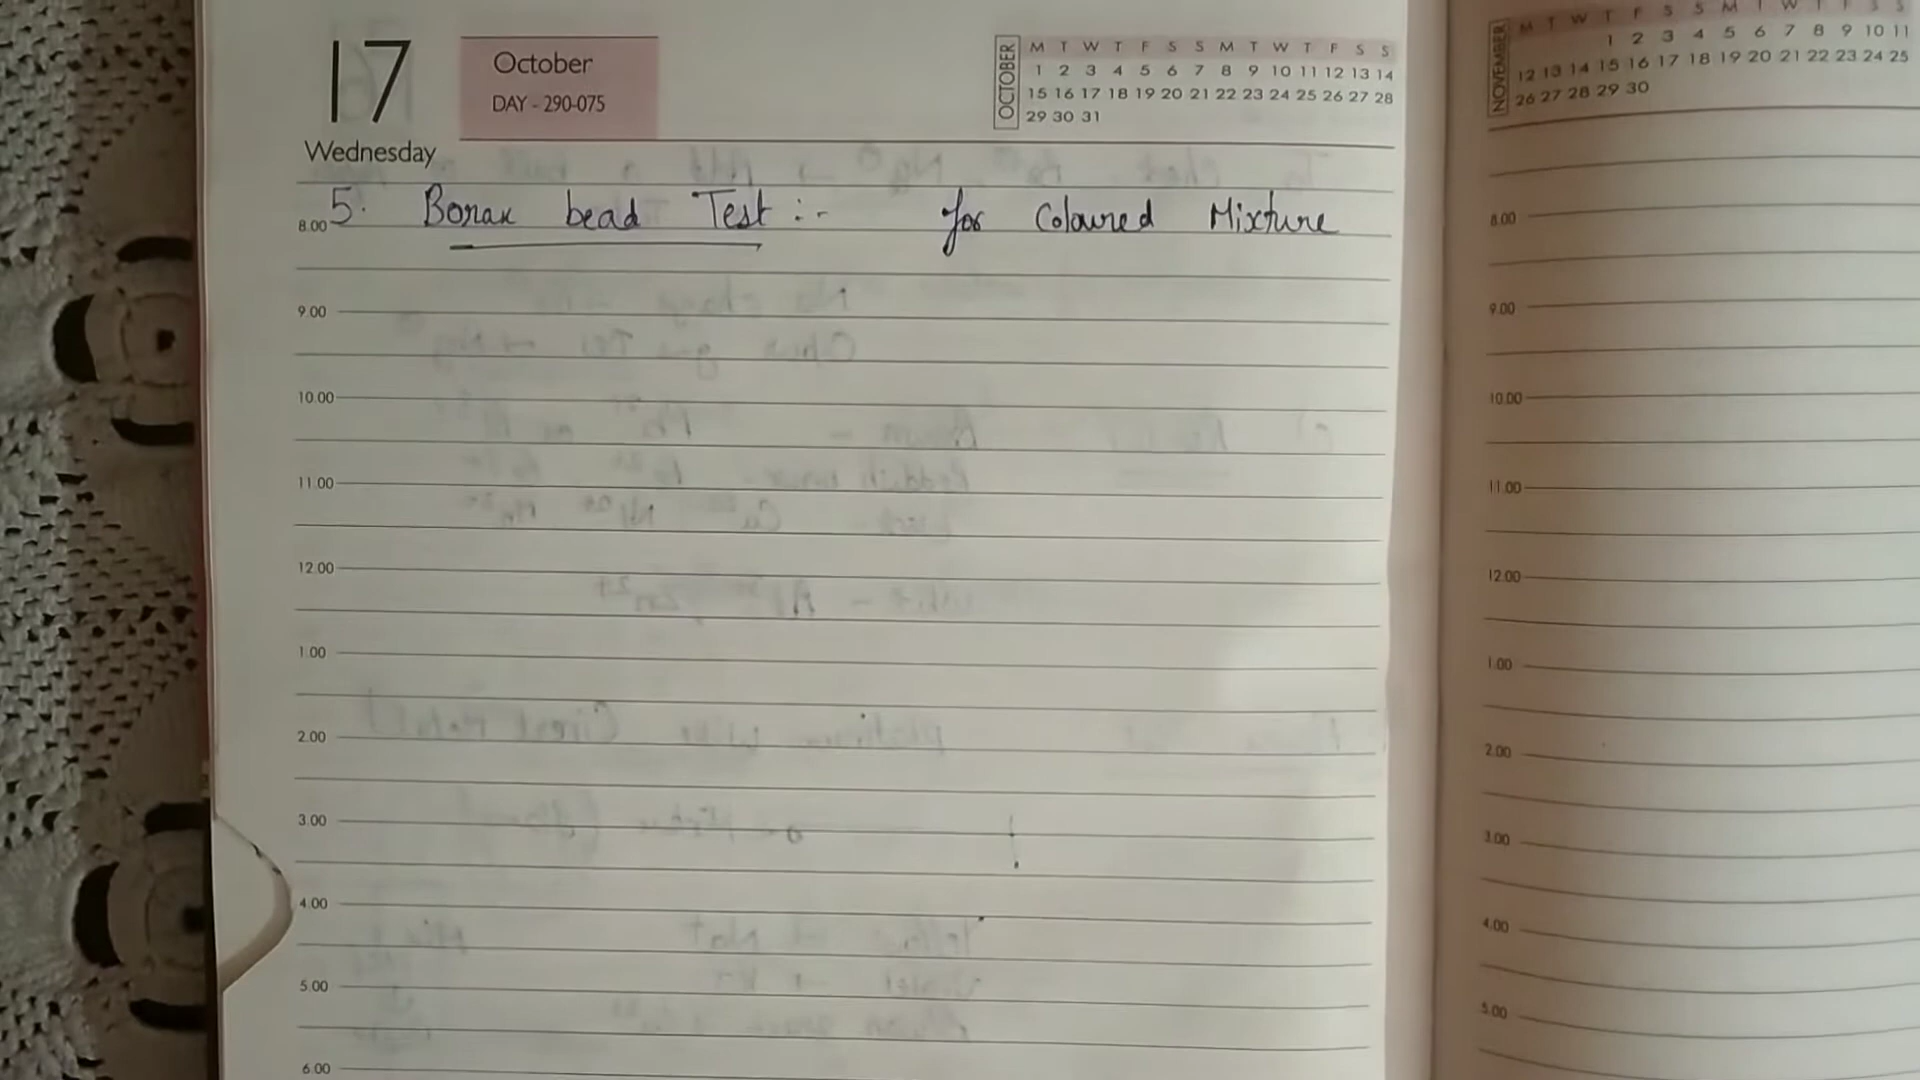 17
October
DAY - 290-075
Wednesday
OCTOBER
M T W T F S S M T W T F S S
1 2 3 4 5 6 7 8 9 10 11 12 13 14
15 16 17 18 19 20 21 22 23 24 25 26 27 28
29 30 31
5. Borax bead Test :- for Coloured Mixture
8.00
9.00
10.00
11.00
12.00
1.00
2.00
3.00
4.00
5.00
6.00
NOVEMBER
M T W T F S S M T W T F S S
1 2 3 4 5 6 7 8 9 10 11
12 13 14 15 16 17 18 19 20 21 22 23 24 25
26 27 28 29 30
8.00
9.00
10.00
11.00
12.00
1.00
2.00
3.00
4.00
5.00